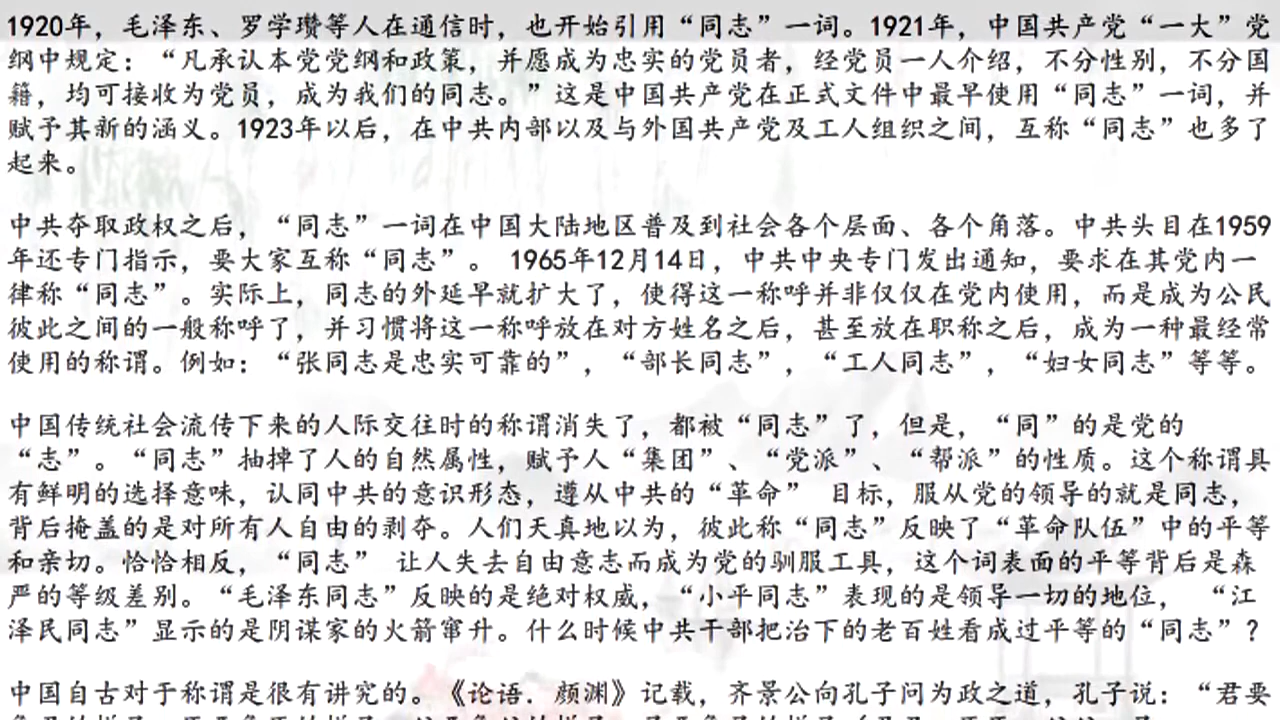 1920年，毛泽东、罗学瓒等人在通信时，也开始引用“同志”一词。1921年，中国共产党“一大”党
纲中规定：“凡承认本党党纲和政策，并愿成为忠实的党员者，经党员一人介绍，不分性别，不分国
籍，均可接收为党员，成为我们的同志。”这是中国共产党在正式文件中最早使用“同志”一词，并
赋予其新的涵义。1923年以后，在中共内部以及与外国共产党及工人组织之间，互称“同志”也多了
起来。
中共夺取政权之后，“同志”一词在中国大陆地区普及到社会各个层面、各个角落。中共头目在1959
年还专门指示，要大家互称“同志”。 1965年12月14日，中共中央专门发出通知，要求在其党内一
律称“同志”。实际上，同志的外延早就扩大了，使得这一称呼并非仅仅在党内使用，而是成为公民
彼此之间的一般称呼了，并习惯将这一称呼放在对方姓名之后，甚至放在职称之后，成为一种最经常
使用的称谓。例如：“张同志是忠实可靠的”，“部长同志”，“工人同志”，“妇女同志”等等。
中国传统社会流传下来的人际交往时的称谓消失了，都被“同志”了，但是，“同”的是党的
“志”。“同志”抽掉了人的自然属性，赋予人“集团”、“党派”、“帮派”的性质。这个称谓具
有鲜明的选择意味，认同中共的意识形态，遵从中共的“革命” 目标，服从党的领导的就是同志，
背后掩盖的是对所有人自由的剥夺。人们天真地以为，彼此称“同志”反映了“革命队伍”中的平等
和亲切。恰恰相反，“同志” 让人失去自由意志而成为党的驯服工具，这个词表面的平等背后是森
严的等级差别。“毛泽东同志”反映的是绝对权威，“小平同志”表现的是领导一切的地位， “江
泽民同志”显示的是阴谋家的火箭窜升。什么时候中共干部把治下的老百姓看成过平等的“同志”？
中国自古对于称谓是很有讲究的。《论语．颜渊》记载，齐景公向孔子问为政之道，孔子说：“君要